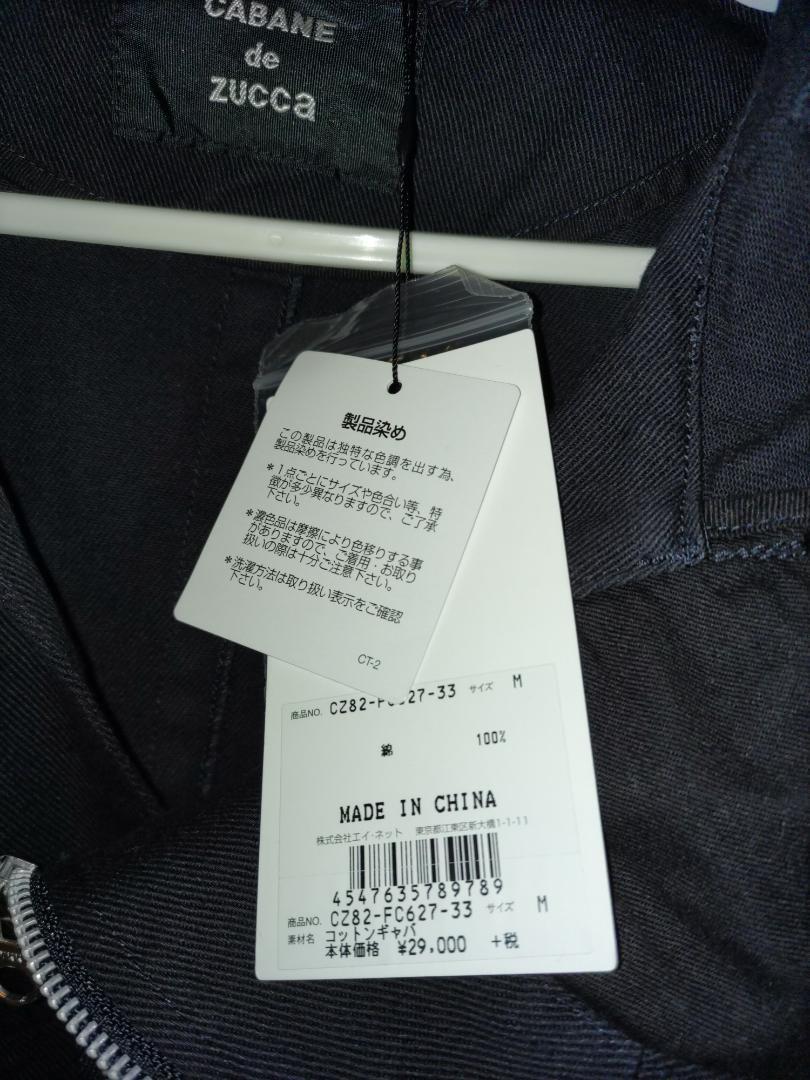 CABANE
de
zucca
製品染め
この製品は独特な色調を出す為、
製品染めを行っています。
*1点ごとにサイズや色合い等、特
徴が多少異なりますので、ご了承
下さい。
*濃色品は摩擦により色移りする事
がありますので、ご着用・お取り
扱いの際は十分ご注意下さい。
*洗濯方法は取り扱い表示をご確認
下さい。
CT-2
商品NO. CZ82-FC627-33 サイズ M
綿 100%
MADE IN CHINA
株式会社エイ・ネット 東京都江東区新大橋1-1-11
4547635789789
商品NO. CZ82-FC627-33 サイズ M
素材名 コットンギャバ
本体価格 ¥29,000 +税